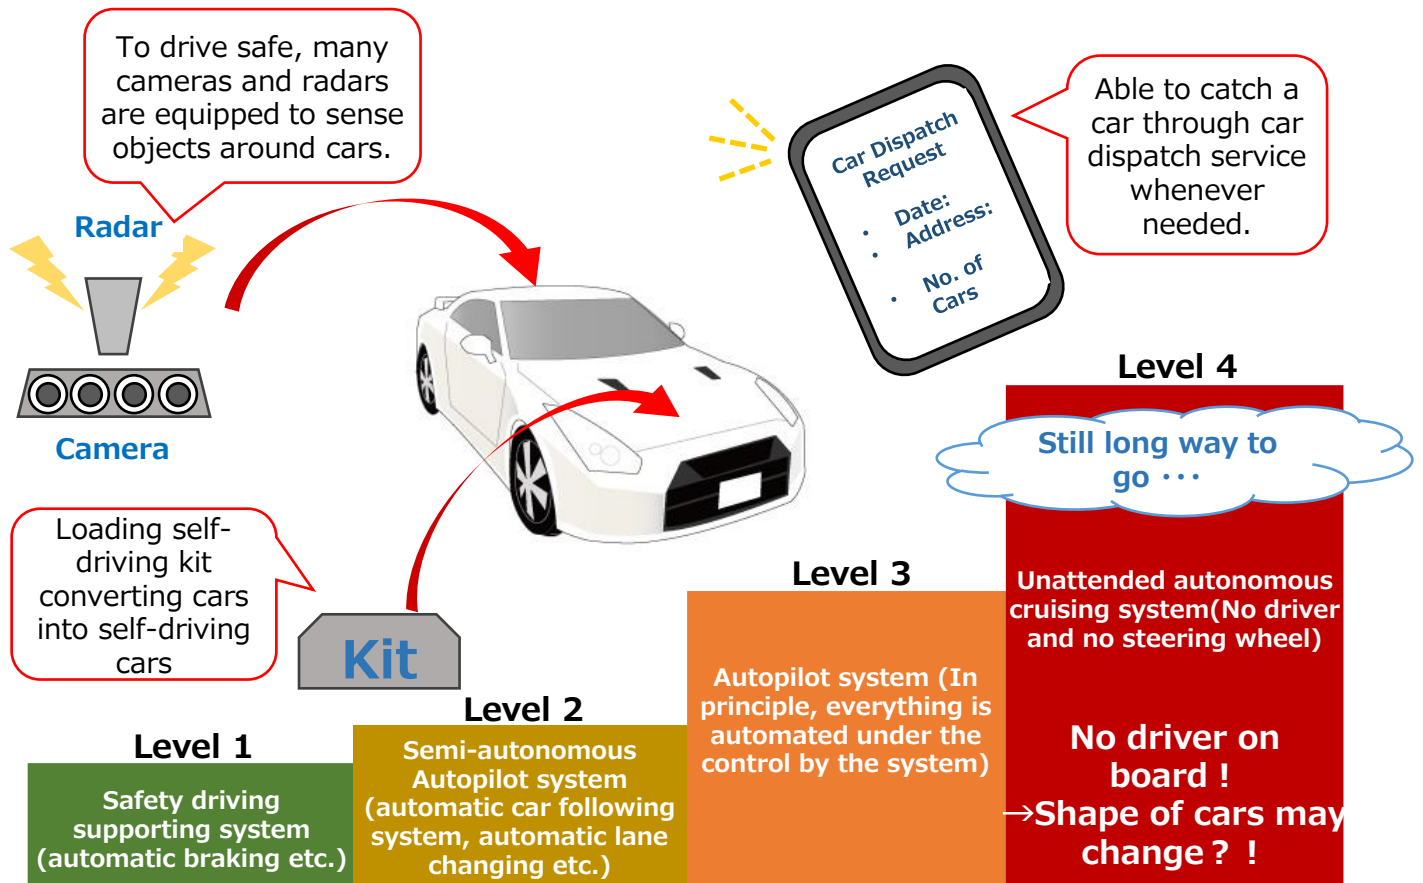 To drive safe, many
cameras and radars
are equipped to sense
objects around cars.
Radar
Camera
Loading self-
driving kit
converting cars
into self-driving
cars
Kit
Car Dispatch
Request
• Date:
• Address:
• No. of
Cars
Able to catch a
car through car
dispatch service
whenever
needed.
Level 1
Safety driving
supporting system
(automatic braking etc.)
Level 2
Semi-autonomous
Autopilot system
(automatic car following
system, automatic lane
changing etc.)
Level 3
Autopilot system (In
principle, everything is
automated under the
control by the system)
Level 4
Still long way to
go ･･･
Unattended autonomous
cruising system(No driver
and no steering wheel)
No driver on
board！
→Shape of cars may
change？！